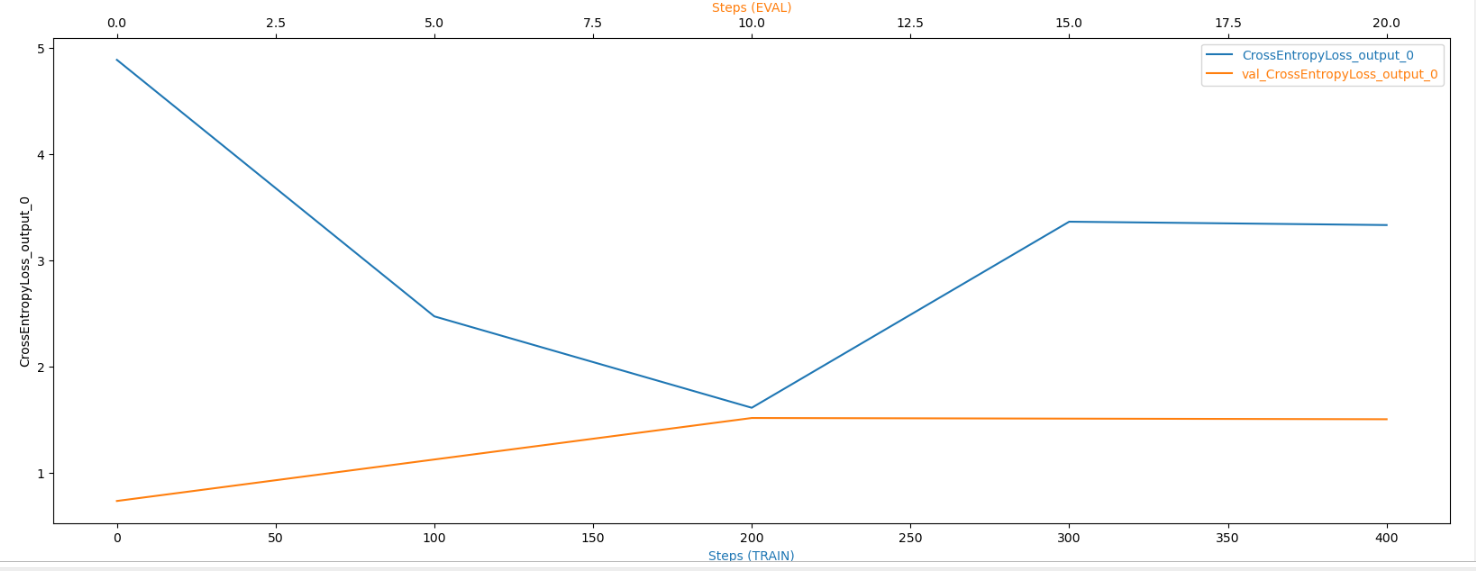 Steps (EVAL)
0.0 2.5 5.0 7.5 10.0 12.5 15.0 17.5 20.0
CrossEntropyLoss_output_0
val_CrossEntropyLoss_output_0
5
4
3
2
1
CrossEntropyLoss_output_0
0 50 100 150 200 250 300 350 400
Steps (TRAIN)